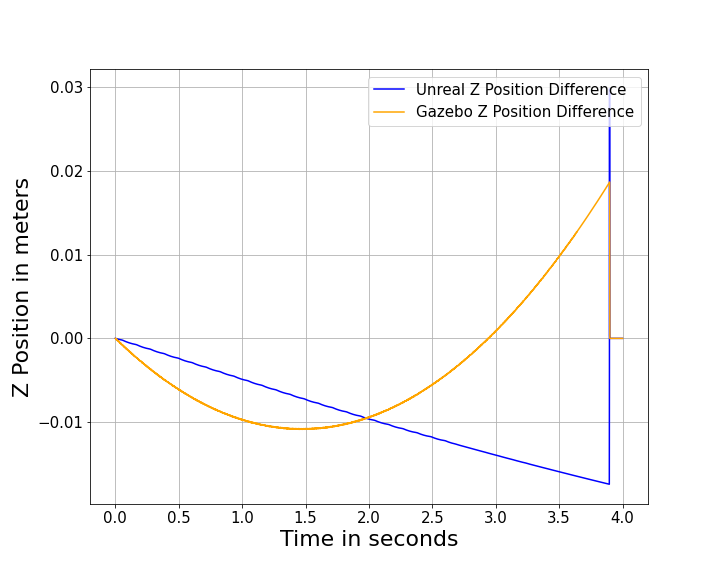 Unreal Z Position Difference
Gazebo Z Position Difference
Z Position in meters
0.03
0.02
0.01
0.00
−0.01
0.0 0.5 1.0 1.5 2.0 2.5 3.0 3.5 4.0
Time in seconds